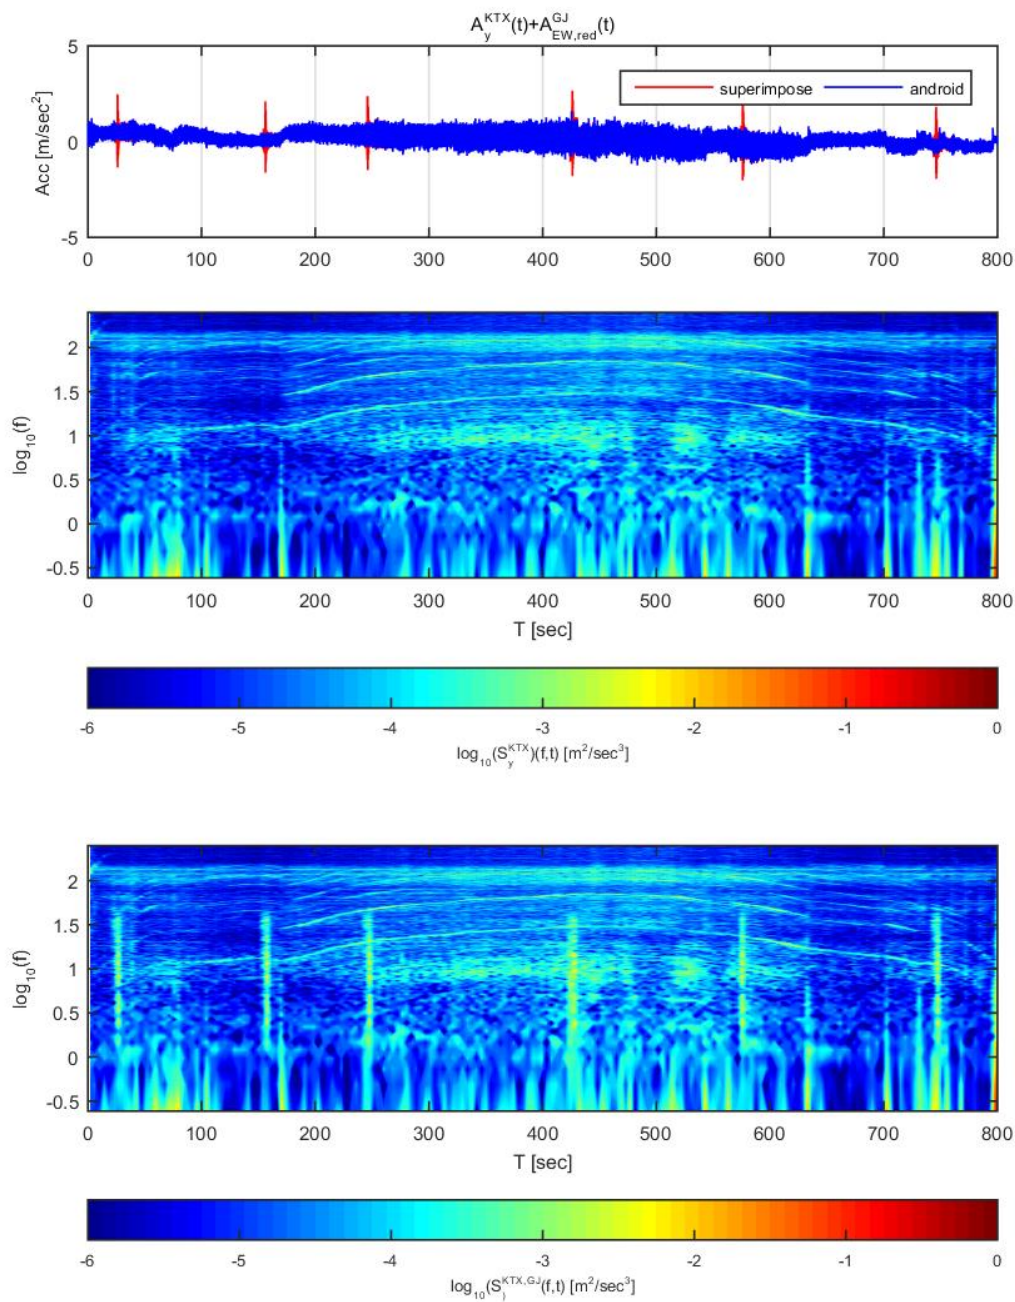 A_y^KTX(t)+A_EW,red^GJ(t)
5
0
-5
Acc [m/sec²]
superimpose android
0 100 200 300 400 500 600 700 800
2
1.5
1
0.5
0
-0.5
log₁₀(f)
0 100 200 300 400 500 600 700 800
T [sec]
-6 -5 -4 -3 -2 -1 0
log₁₀(S_y^KTX)(f,t) [m²/sec³]
2
1.5
1
0.5
0
-0.5
log₁₀(f)
0 100 200 300 400 500 600 700 800
T [sec]
-6 -5 -4 -3 -2 -1 0
log₁₀(S_)^KTX,GJ(f,t) [m²/sec³]